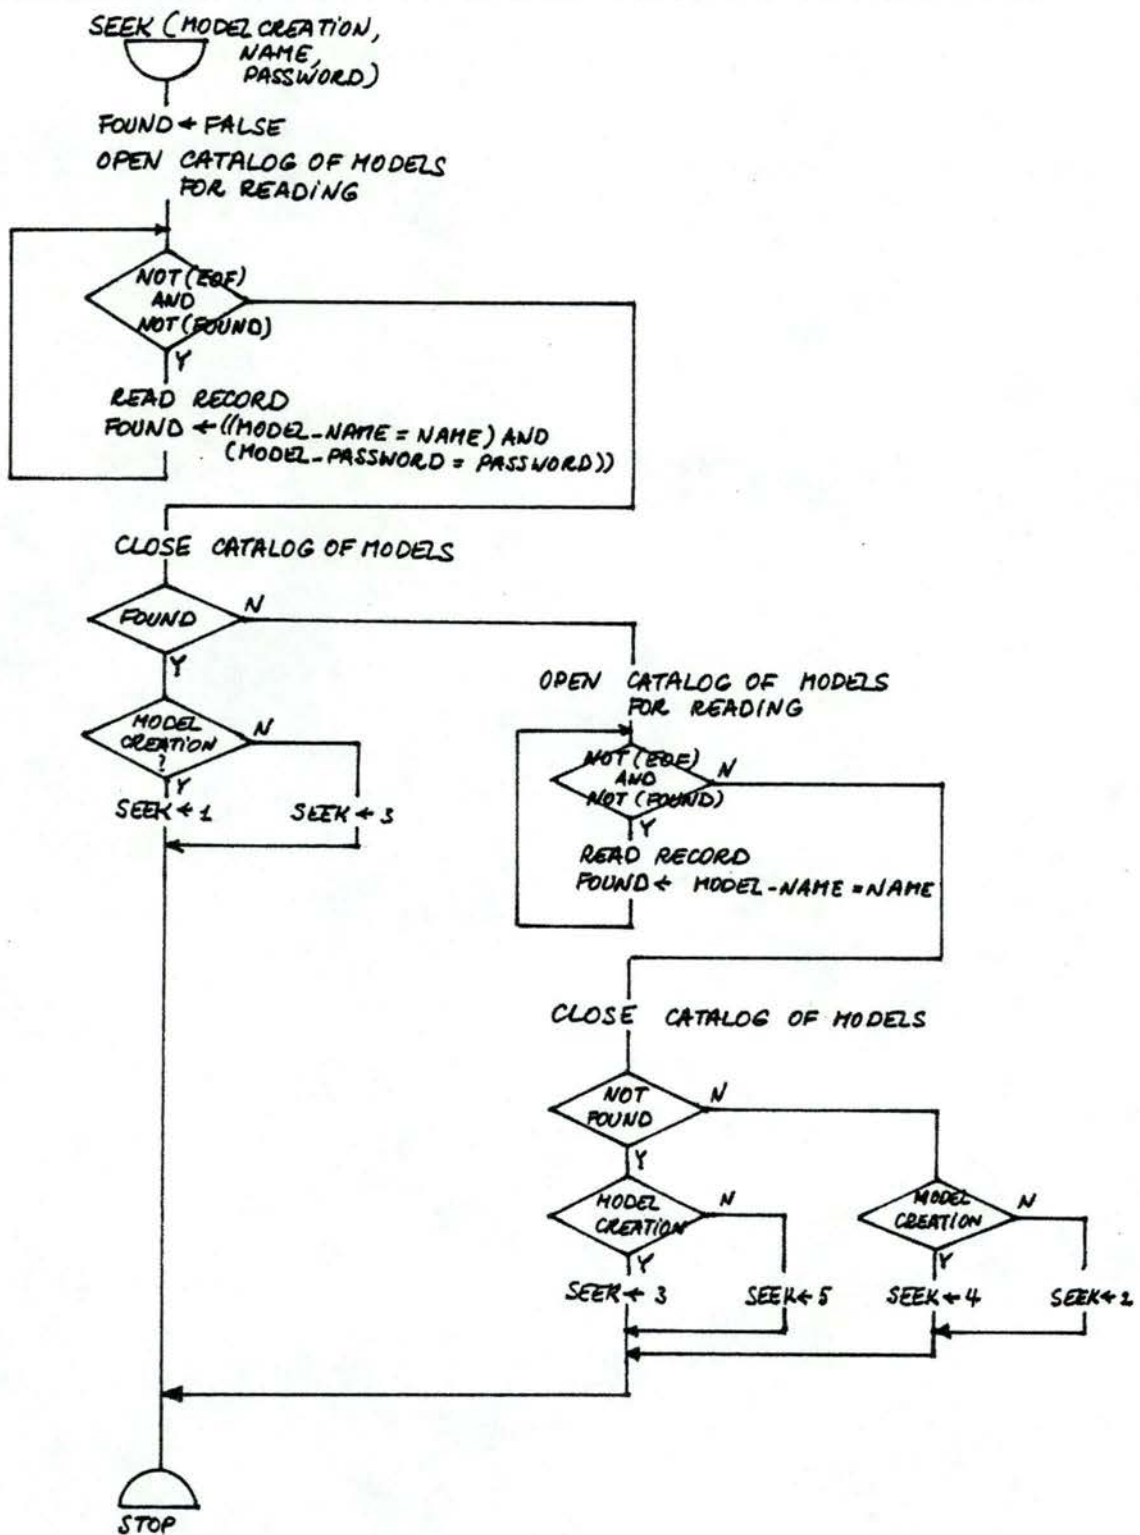 SEEK (MODEL CREATION,
NAME,
PASSWORD)
FOUND ← FALSE
OPEN CATALOG OF MODELS
FOR READING
NOT (EOF)
AND
NOT (FOUND)
Y
READ RECORD
FOUND ← ((MODEL-NAME = NAME) AND
(MODEL-PASSWORD = PASSWORD))
CLOSE CATALOG OF MODELS
FOUND
N
Y
MODEL
CREATION
?
N
Y
SEEK ← 1
SEEK ← 3
OPEN CATALOG OF MODELS
FOR READING
NOT (EOF)
AND
NOT (FOUND)
N
Y
READ RECORD
FOUND ← MODEL-NAME = NAME
CLOSE CATALOG OF MODELS
NOT
FOUND
N
Y
MODEL
CREATION
N
Y
SEEK ← 3
SEEK ← 5
MODEL
CREATION
N
Y
SEEK ← 4
SEEK ←
STOP